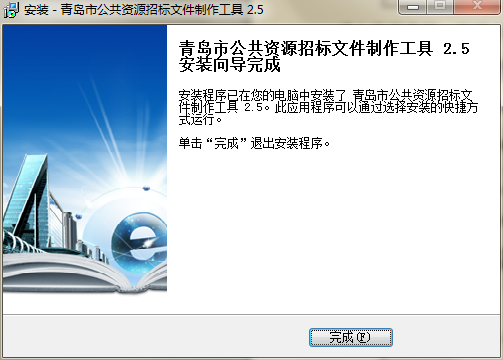 安装 - 青岛市公共资源招标文件制作工具 2.5
青岛市公共资源招标文件制作工具 2.5
安装向导完成
安装程序已在您的电脑中安装了 青岛市公共资源招标文
件制作工具 2.5。此应用程序可以通过选择安装的快捷方
式运行。
单击“完成”退出安装程序。
完成(F)